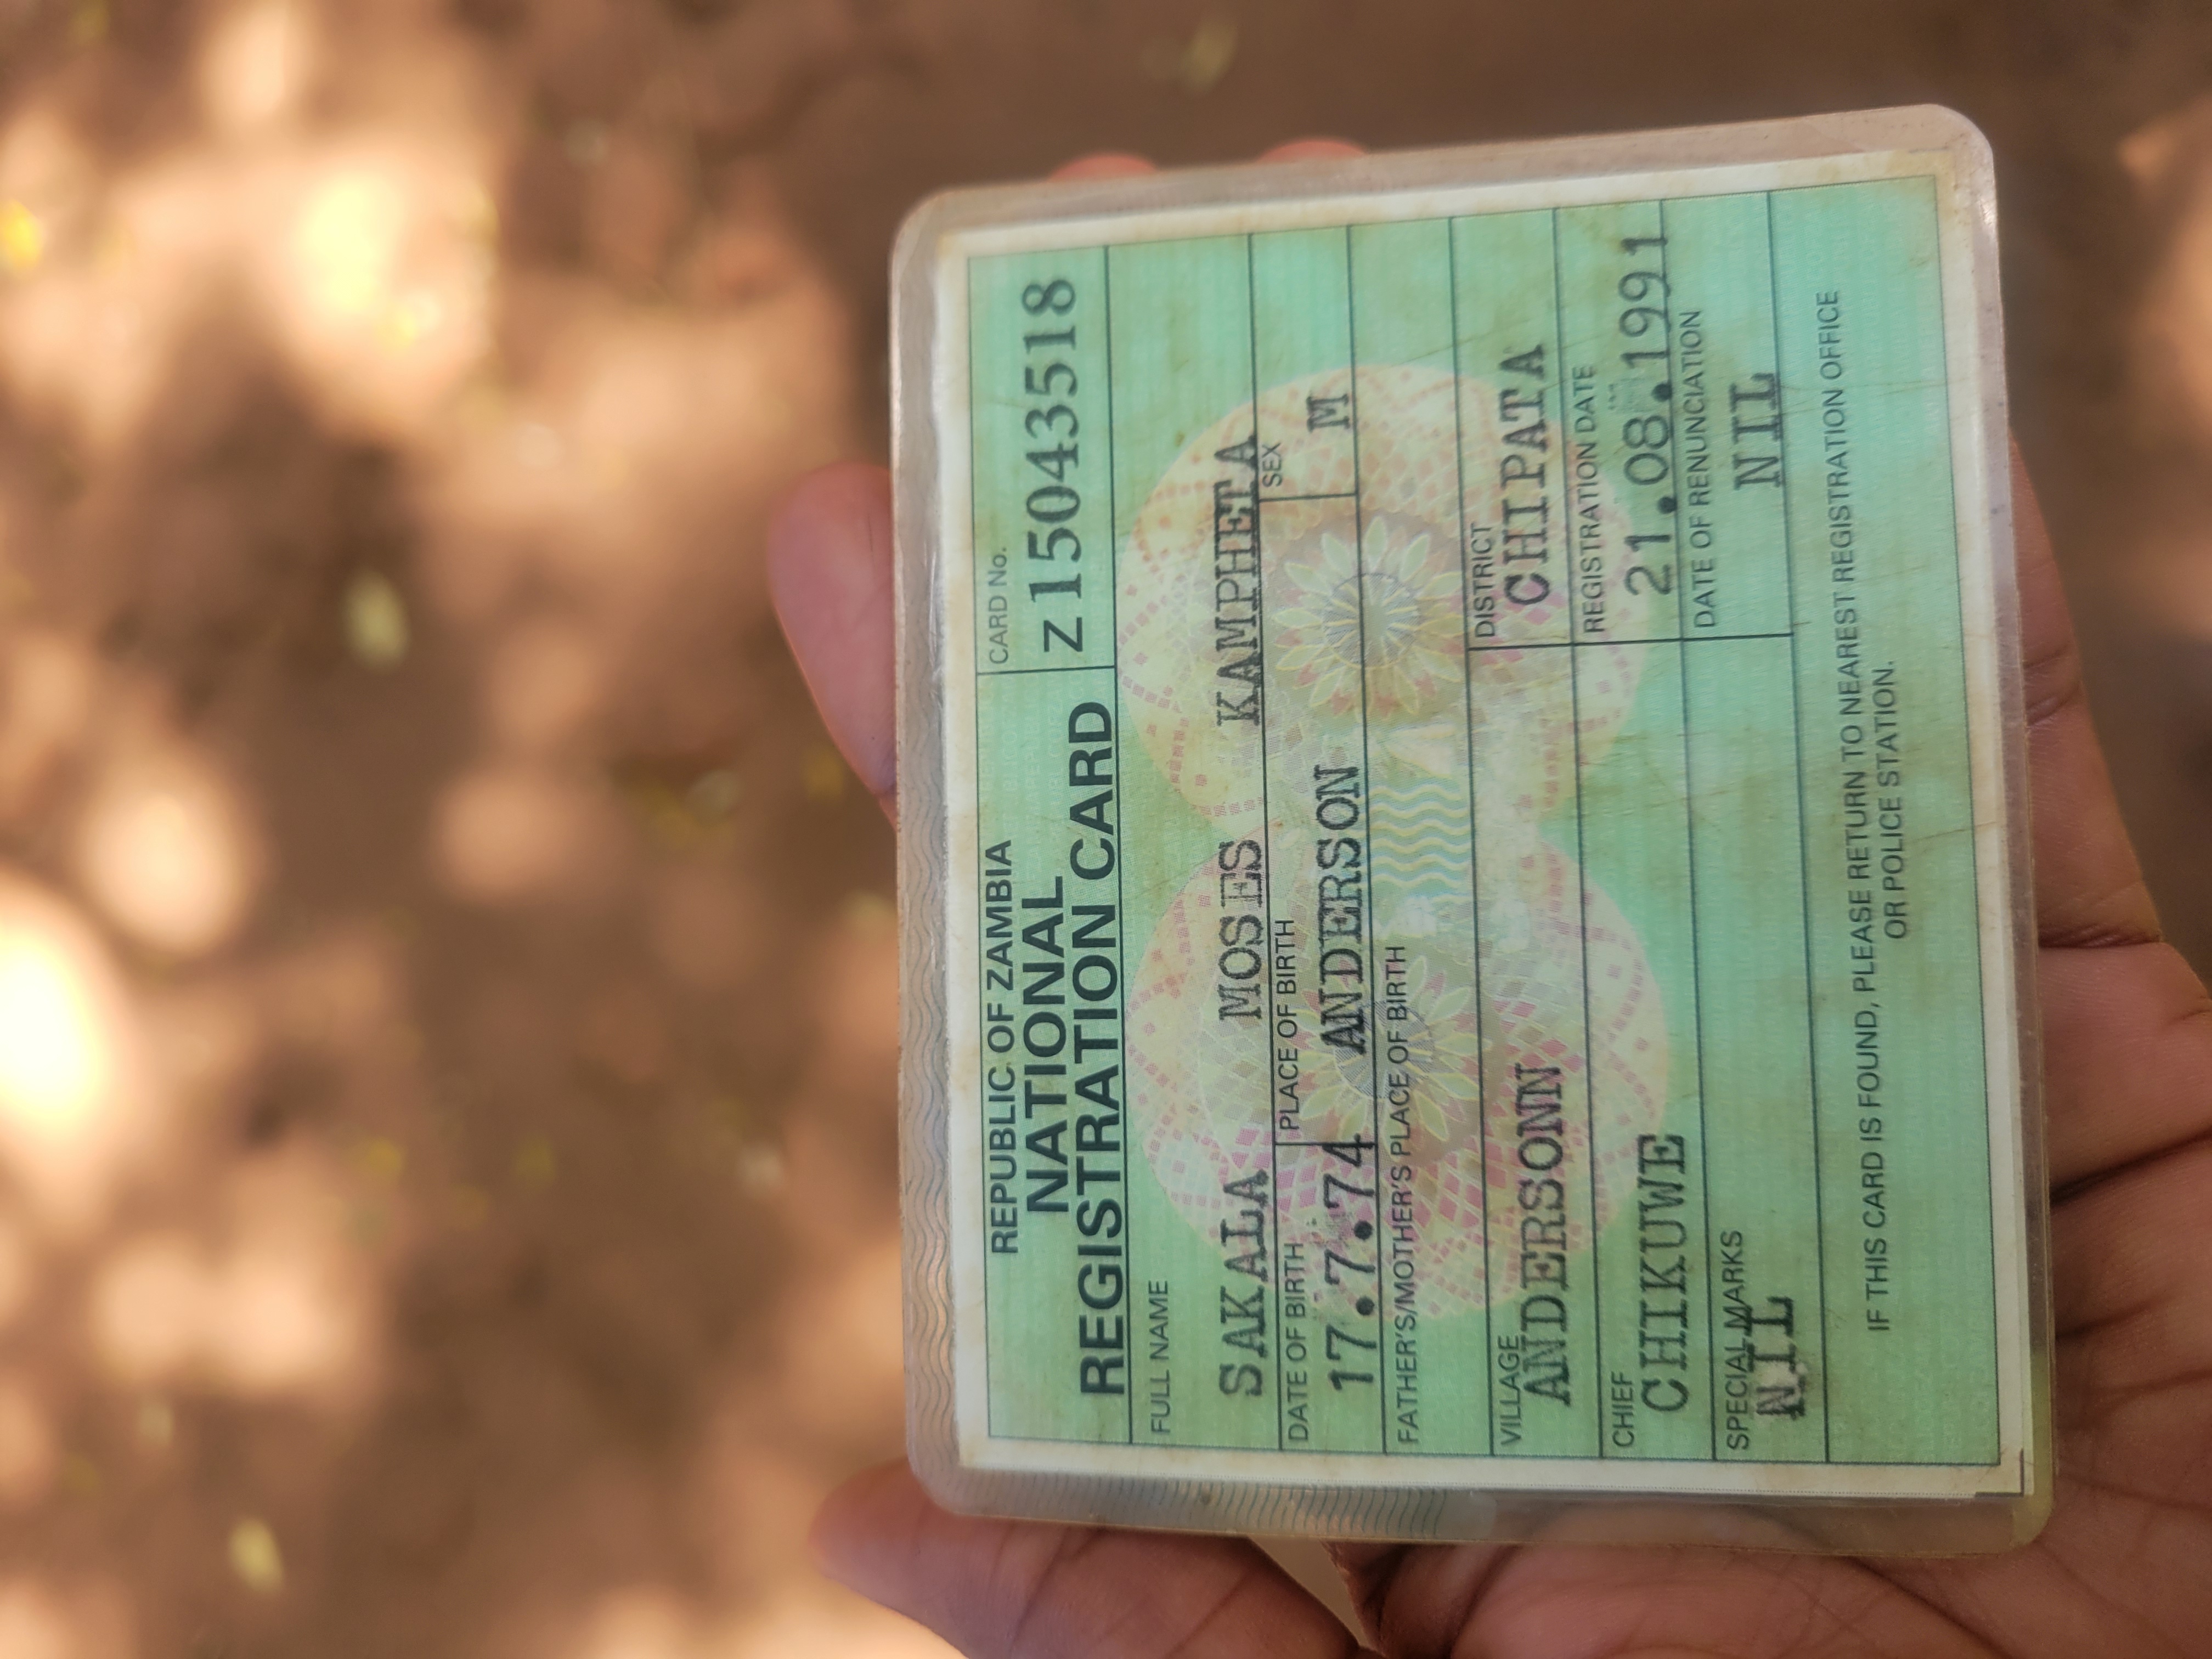 REPUBLIC OF ZAMBIA
NATIONAL
REGISTRATION CARD
CARD No.
Z 15043518
FULL NAME
SAKALA MOSES KAMPHETA
DATE OF BIRTH PLACE OF BIRTH SEX
17.7.74 ANDERSON M
FATHER'S/MOTHER'S PLACE OF BIRTH
VILLAGE DISTRICT
ANDERSONN CHIPATA
CHIEF REGISTRATION DATE
CHIKUWE 21.08.1991
SPECIAL MARKS DATE OF RENUNCIATION
NIL NIL
IF THIS CARD IS FOUND, PLEASE RETURN TO NEAREST REGISTRATION OFFICE
OR POLICE STATION.